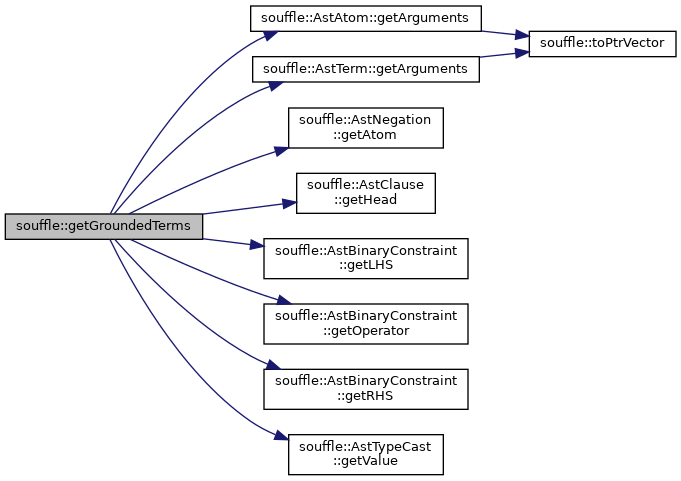 souffle::AstAtom::getArguments
souffle::toPtrVector
souffle::AstTerm::getArguments
souffle::AstNegation
::getAtom
souffle::AstClause
::getHead
souffle::getGroundedTerms
souffle::AstBinaryConstraint
::getLHS
souffle::AstBinaryConstraint
::getOperator
souffle::AstBinaryConstraint
::getRHS
souffle::AstTypeCast
::getValue